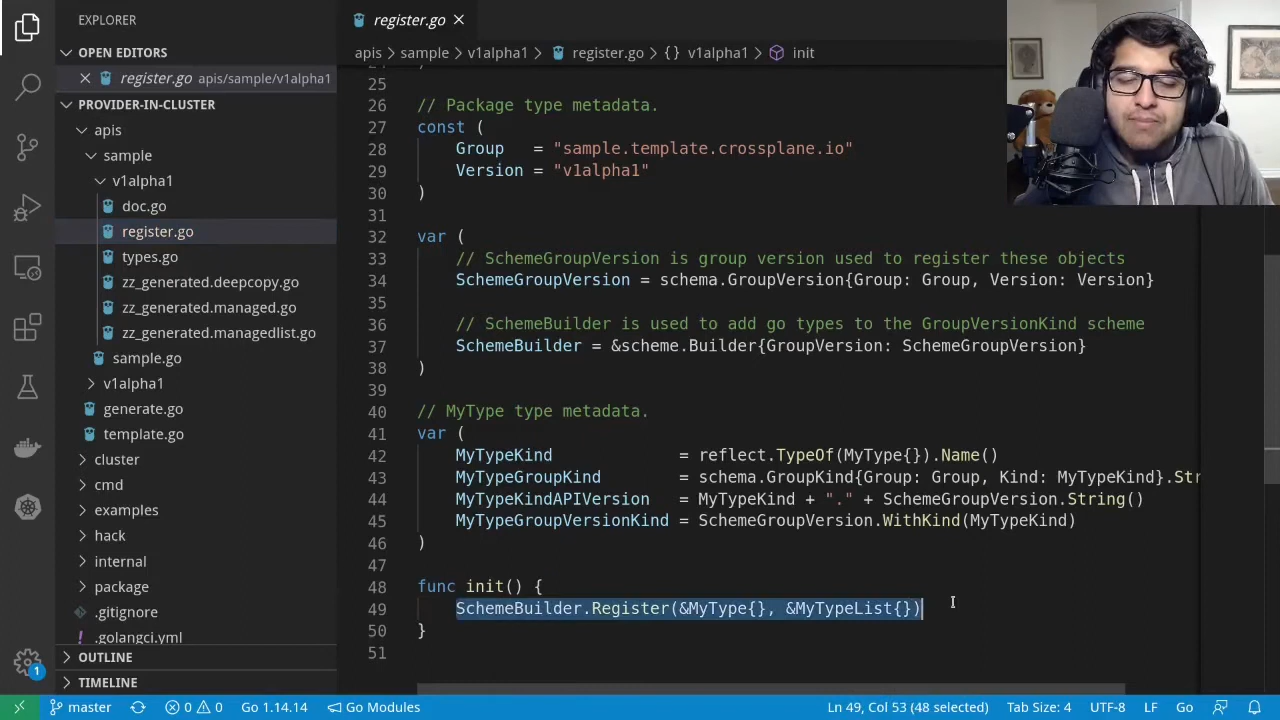 EXPLORER
OPEN EDITORS
register.go apis/sample/v1alpha1
PROVIDER-IN-CLUSTER
apis
sample
v1alpha1
doc.go
register.go
types.go
zz_generated.deepcopy.go
zz_generated.managed.go
zz_generated.managedlist.go
sample.go
v1alpha1
generate.go
template.go
cluster
cmd
examples
hack
internal
package
.gitignore
.golangci.yml
OUTLINE
TIMELINE
register.go
apis > sample > v1alpha1 > register.go > {} v1alpha1 > init
25
26 // Package type metadata.
27 const (
28 Group = "sample.template.crossplane.io"
29 Version = "v1alpha1"
30 )
31
32 var (
33 // SchemeGroupVersion is group version used to register these objects
34 SchemeGroupVersion = schema.GroupVersion{Group: Group, Version: Version}
35
36 // SchemeBuilder is used to add go types to the GroupVersionKind scheme
37 SchemeBuilder = &scheme.Builder{GroupVersion: SchemeGroupVersion}
38 )
39
40 // MyType type metadata.
41 var (
42 MyTypeKind = reflect.TypeOf(MyType{}).Name()
43 MyTypeGroupKind = schema.GroupKind{Group: Group, Kind: MyTypeKind}.Str
44 MyTypeKindAPIVersion = MyTypeKind + "." + SchemeGroupVersion.String()
45 MyTypeGroupVersionKind = SchemeGroupVersion.WithKind(MyTypeKind)
46 )
47
48 func init() {
49 SchemeBuilder.Register(&MyType{}, &MyTypeList{})
50 }
51
1
master 0 0 Go 1.14.14 Go Modules Ln 49, Col 53 (48 selected) Tab Size: 4 UTF-8 LF Go